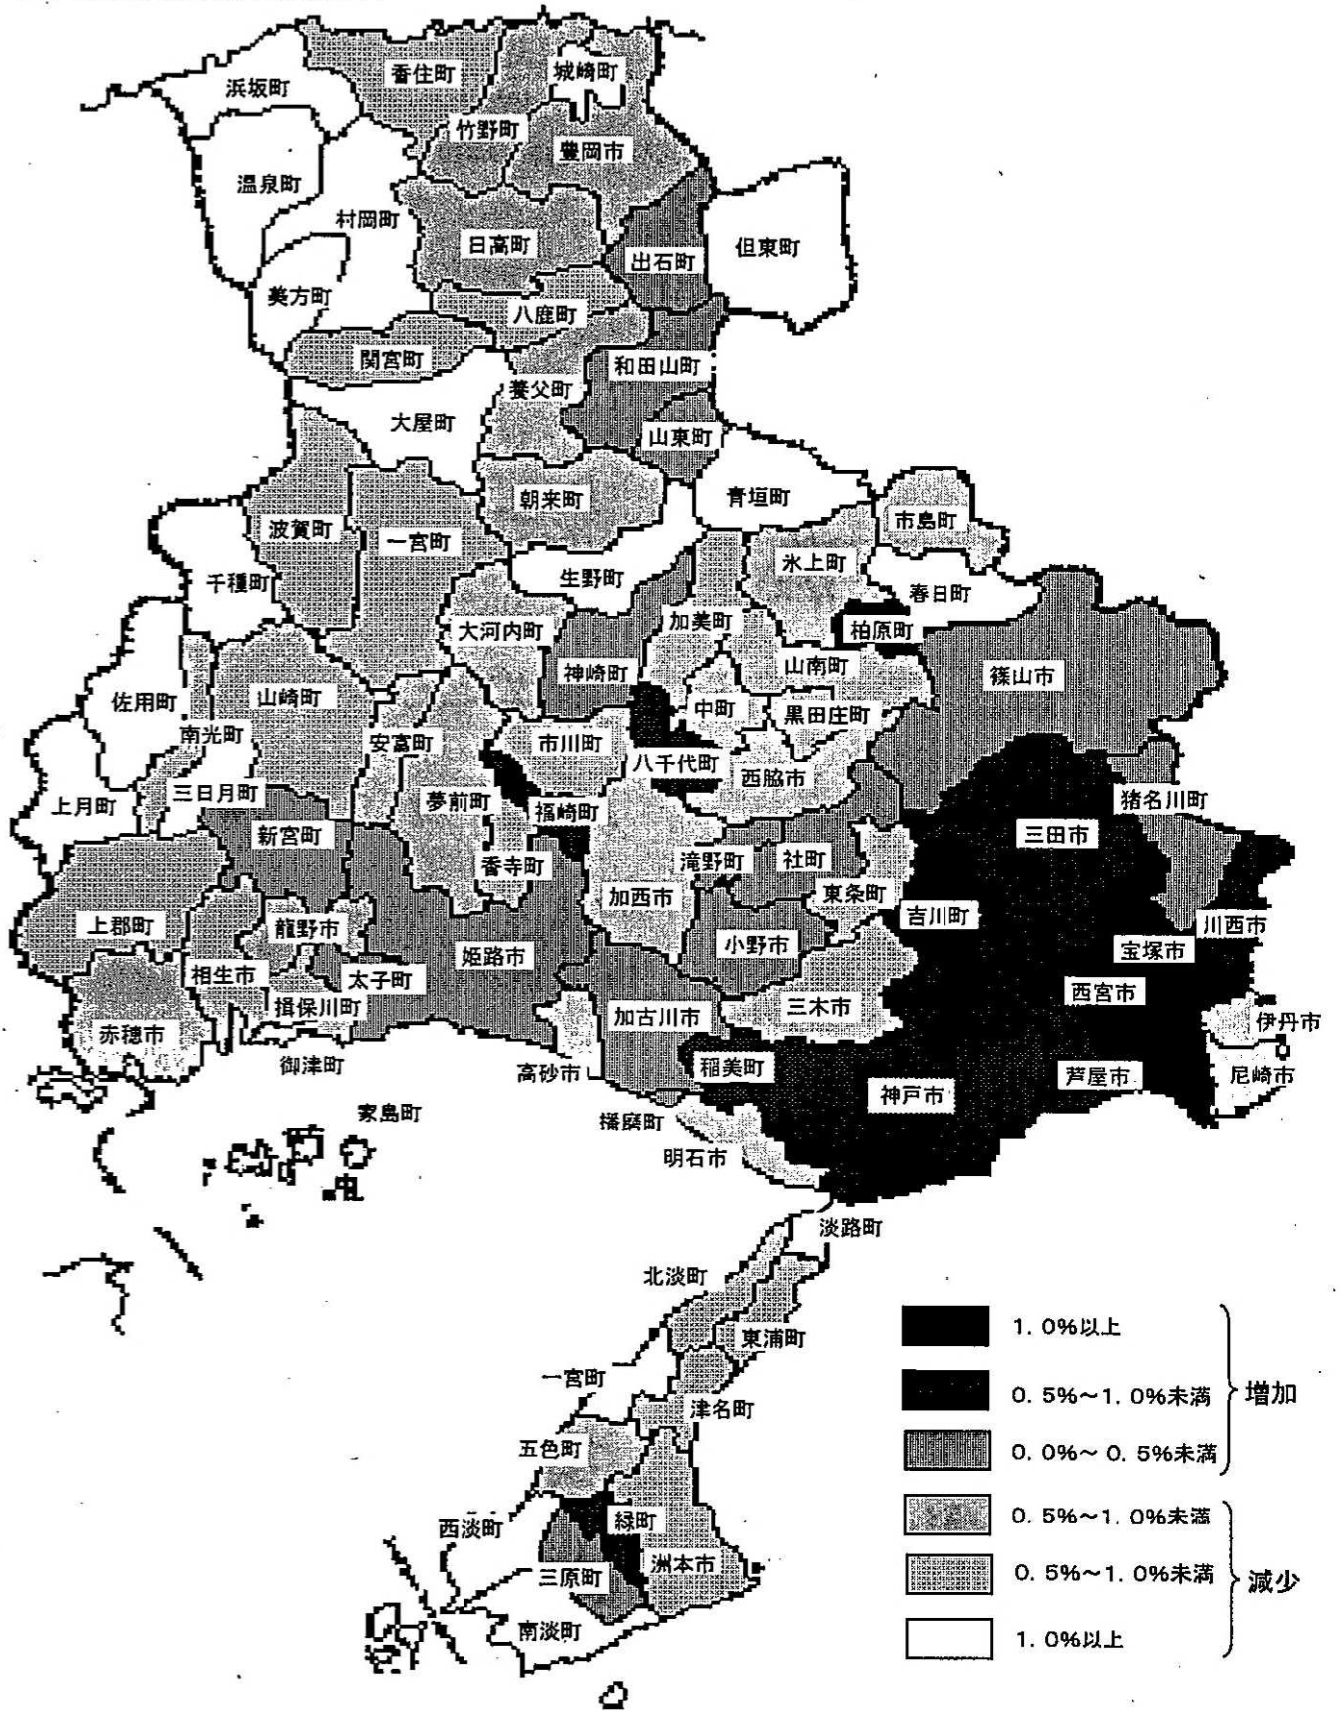 香住町
城崎町
浜坂町
竹野町
豊岡市
温泉町
村岡町
日高町
出石町
但東町
美方町
八鹿町
関宮町
和田山町
養父町
大屋町
山東町
朝来町
青垣町
波賀町
一宮町
市島町
氷上町
千種町
生野町
春日町
大河内町
加美町
柏原町
神崎町
山南町
篠山市
佐用町
山崎町
中町
黒田庄町
南光町
安富町
市川町
八千代町
西脇市
三日月町
上月町
夢前町
福崎町
猪名川町
新宮町
三田市
香寺町
滝野町
社町
加西市
東条町
上郡町
龍野市
吉川町
川西市
姫路市
小野市
宝塚市
相生市
太子町
西宮市
揖保川町
加古川市
三木市
伊丹市
赤穂市
御津町
高砂市
稲美町
芦屋市
尼崎市
神戸市
家島町
播磨町
明石市
淡路町
北淡町
東浦町
一宮町
津名町
五色町
緑町
西淡町
洲本市
三原町
南淡町
1.0%以上
0.5%~1.0%未満
増加
0.0%~0.5%未満
0.5%~1.0%未満
0.5%~1.0%未満
減少
1.0%以上